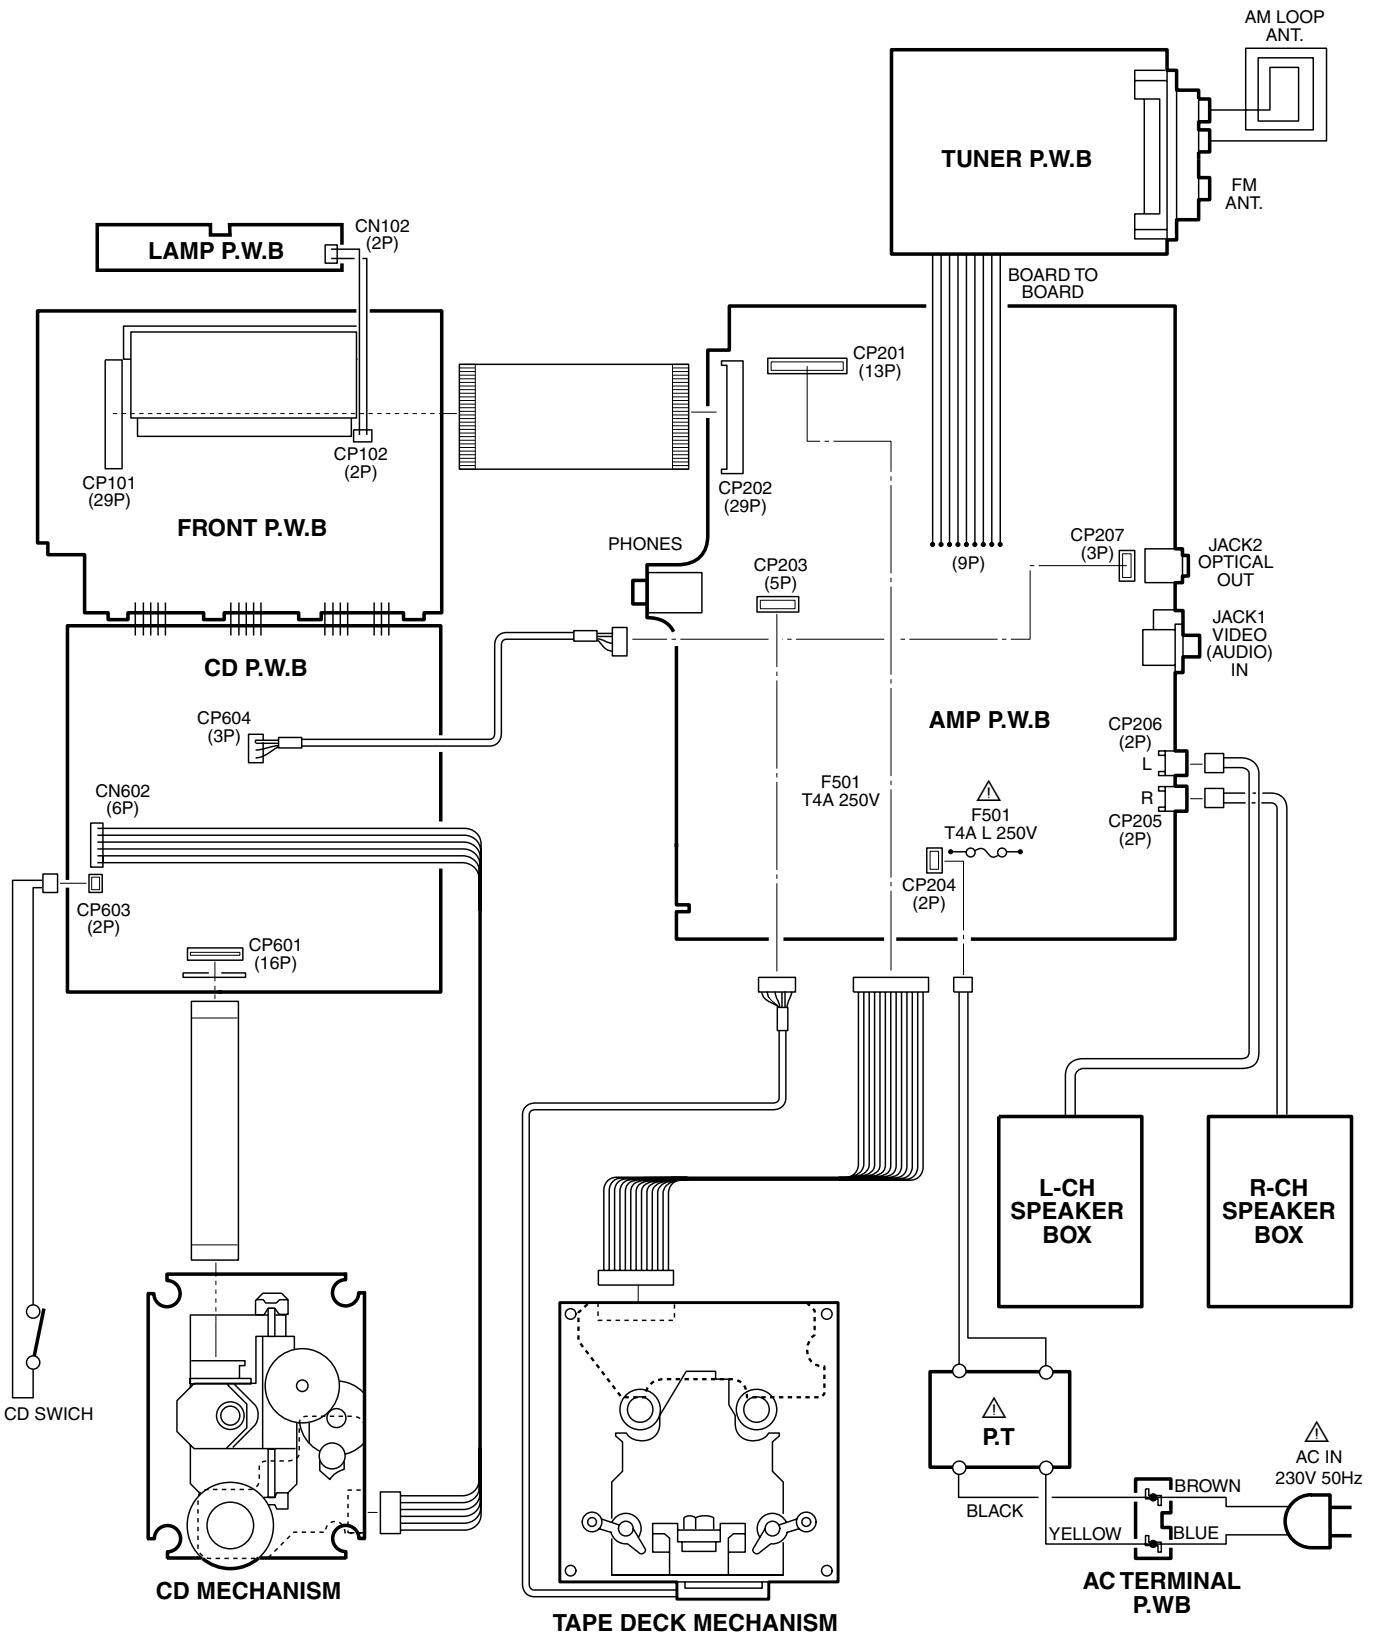 AM LOOP
ANT.
TUNER P.W.B
FM
ANT.
CN102
(2P)
LAMP P.W.B
BOARD TO
BOARD
CP201
(13P)
CP102
(2P)
CP101
(29P)
CP202
(29P)
FRONT P.W.B
PHONES
CP203
(5P)
(9P)
CP207
(3P)
JACK2
OPTICAL
OUT
JACK1
VIDEO
(AUDIO)
IN
CD P.W.B
CP604
(3P)
AMP P.W.B
CP206
(2P)
L
R
CP205
(2P)
CN602
(6P)
F501
T4A 250V
F501
T4A L 250V
CP204
(2P)
CP603
(2P)
CP601
(16P)
L-CH
SPEAKER
BOX
R-CH
SPEAKER
BOX
CD SWICH
P.T
AC IN
230V 50Hz
BROWN
BLACK
YELLOW
BLUE
AC TERMINAL
P.WB
CD MECHANISM
TAPE DECK MECHANISM